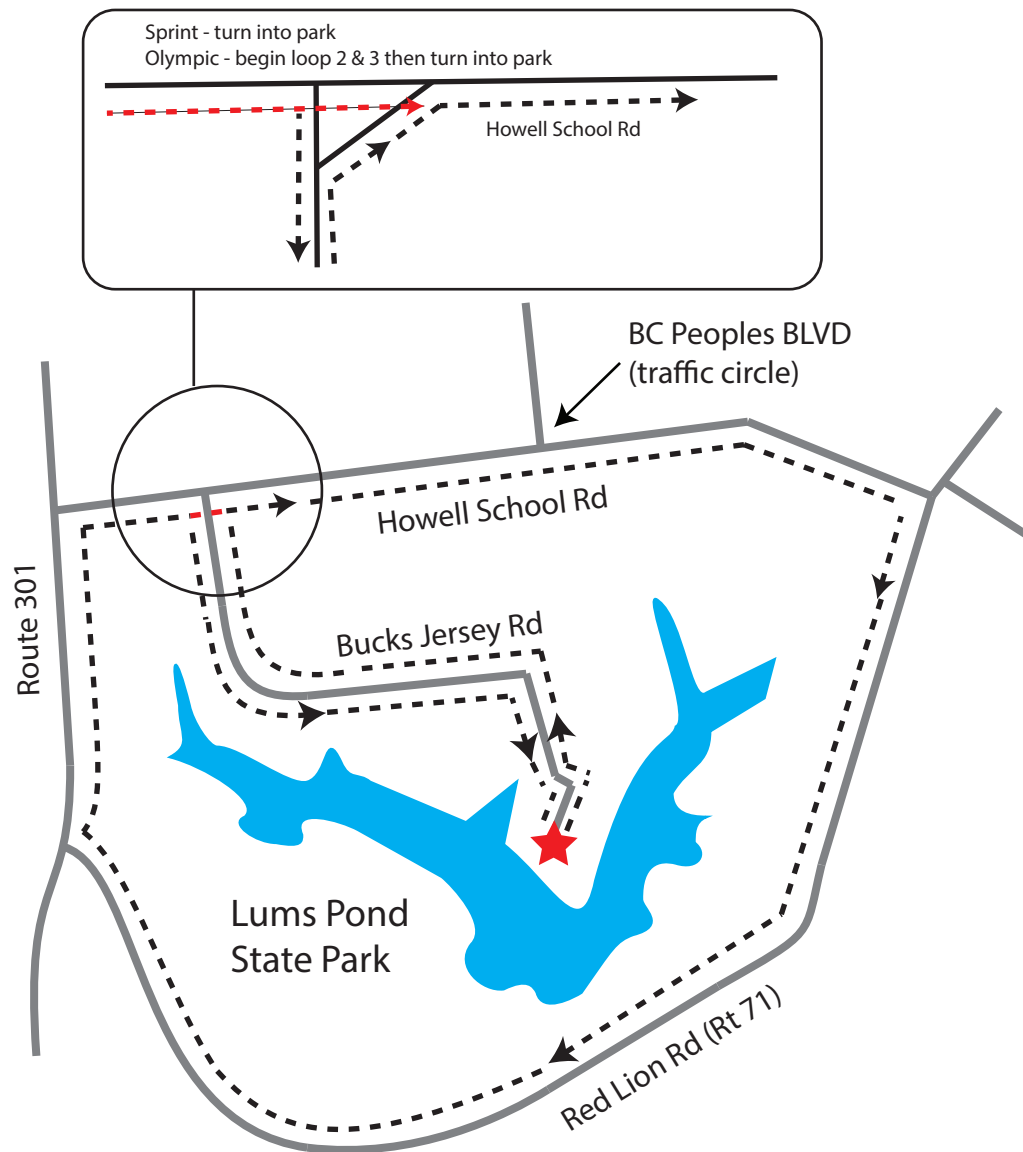 Sprint - turn into park
Olympic - begin loop 2 & 3 then turn into park
Howell School Rd
BC Peoples BLVD
(traffic circle)
Howell School Rd
Route 301
Bucks Jersey Rd
Lums Pond
State Park
Red Lion Rd (Rt 71)